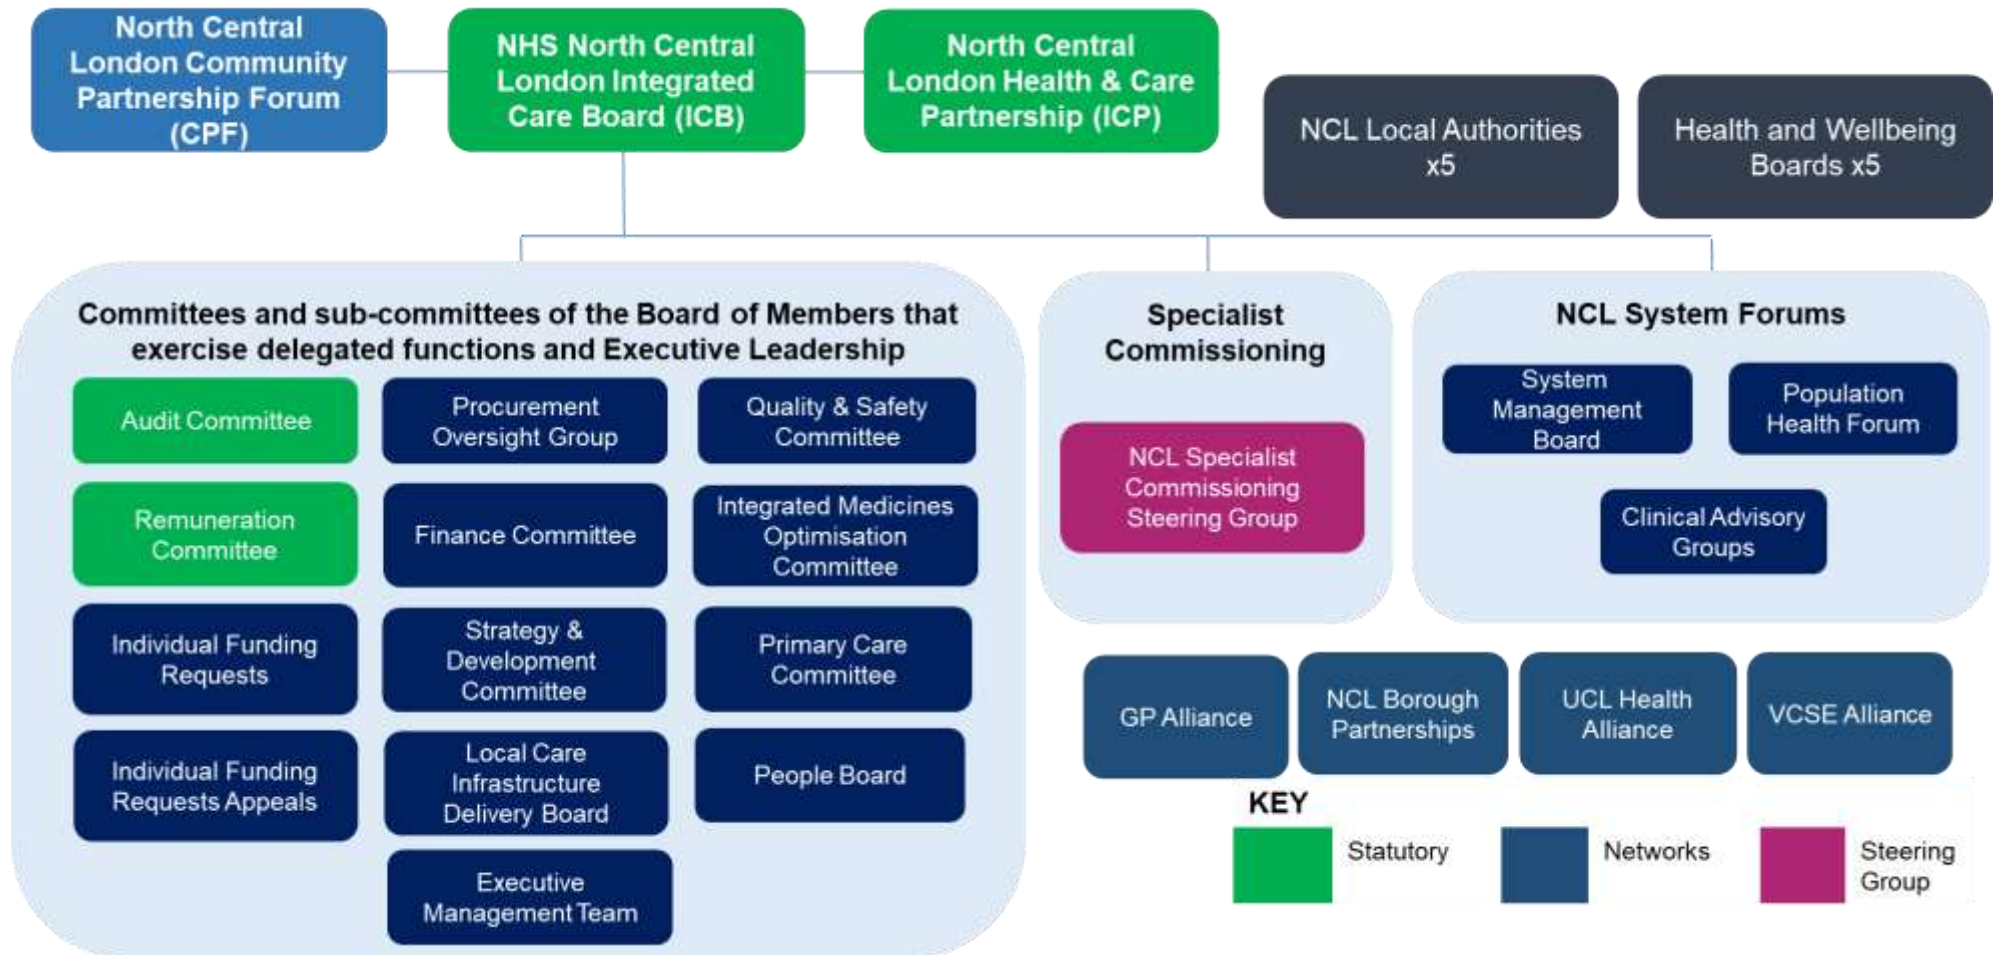 North Central
London Community
Partnership Forum
(CPF)
NHS North Central
London Integrated
Care Board (ICB)
North Central
London Health & Care
Partnership (ICP)
NCL Local Authorities
x5
Health and Wellbeing
Boards x5
Committees and sub-committees of the Board of Members that
exercise delegated functions and Executive Leadership
Audit Committee
Procurement
Oversight Group
Quality & Safety
Committee
Remuneration
Committee
Finance Committee
Integrated Medicines
Optimisation
Committee
Individual Funding
Requests
Strategy &
Development
Committee
Primary Care
Committee
Individual Funding
Requests Appeals
Local Care
Infrastructure
Delivery Board
People Board
Executive
Management Team
Specialist
Commissioning
NCL Specialist
Commissioning
Steering Group
NCL System Forums
System
Management
Board
Population
Health Forum
Clinical Advisory
Groups
GP Alliance
NCL Borough
Partnerships
UCL Health
Alliance
VCSE Alliance
KEY
Statutory
Networks
Steering
Group